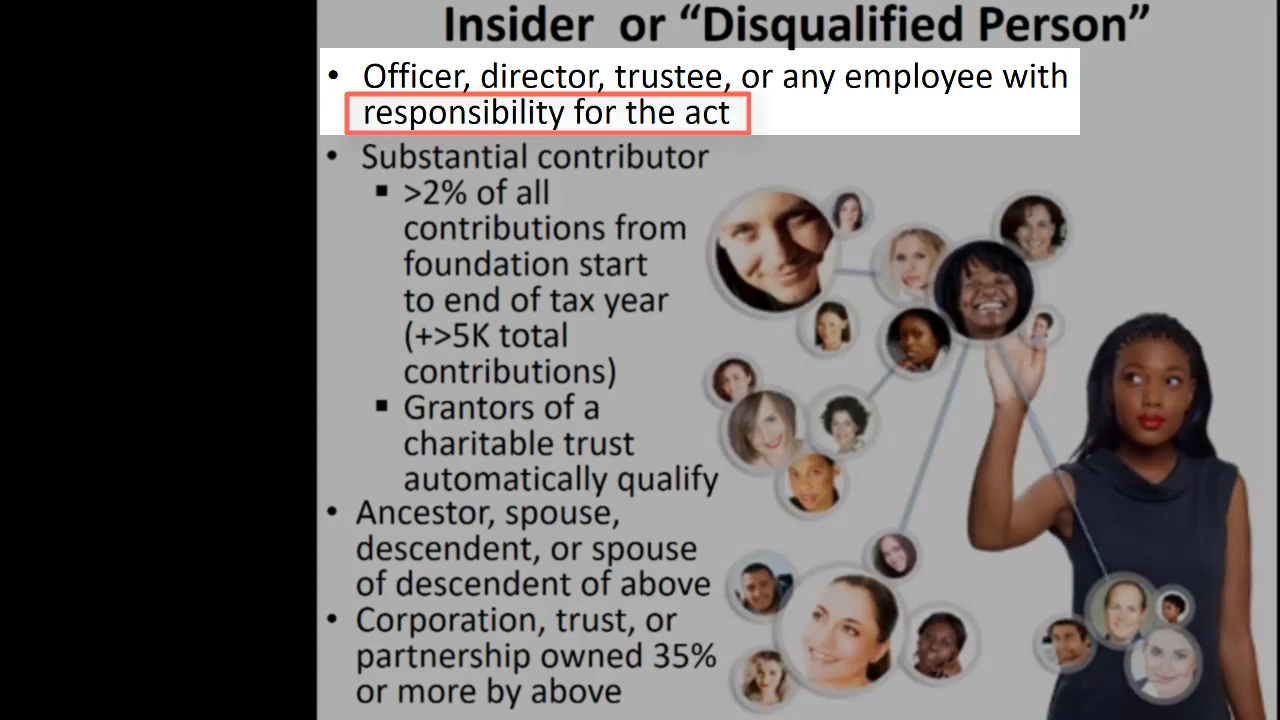 Insider or “Disqualified Person”
• Officer, director, trustee, or any employee with
responsibility for the act
• Substantial contributor
▪ >2% of all
contributions from
foundation start
to end of tax year
(+>5K total
contributions)
▪ Grantors of a
charitable trust
automatically qualify
• Ancestor, spouse,
descendent, or spouse
of descendent of above
• Corporation, trust, or
partnership owned 35%
or more by above